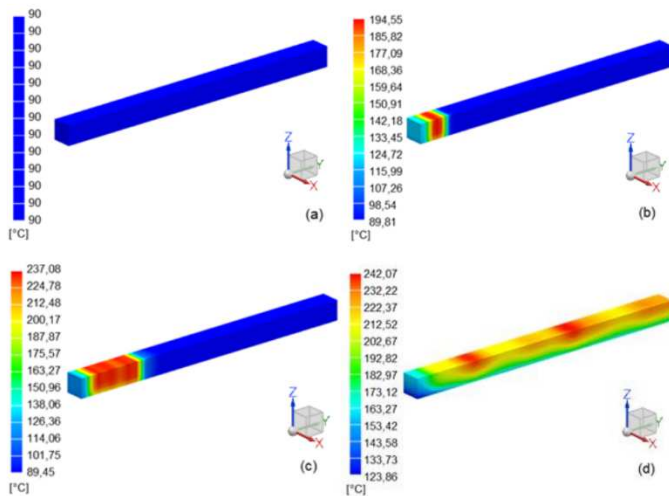 90
90
90
90
90
90
90
90
90
90
90
90
90
[°C]
Z
Y
X
(a)
194,55
185,82
177,09
168,36
159,64
150,91
142,18
133,45
124,72
115,99
107,26
98,54
89,81
[°C]
Z
Y
X
(b)
237,08
224,78
212,48
200,17
187,87
175,57
163,27
150,96
138,06
126,36
114,06
101,75
89,45
[°C]
Z
Y
X
(c)
242,07
232,22
222,37
212,52
202,67
192,82
182,97
173,12
163,27
153,42
143,58
133,73
123,86
[°C]
Z
Y
X
(d)